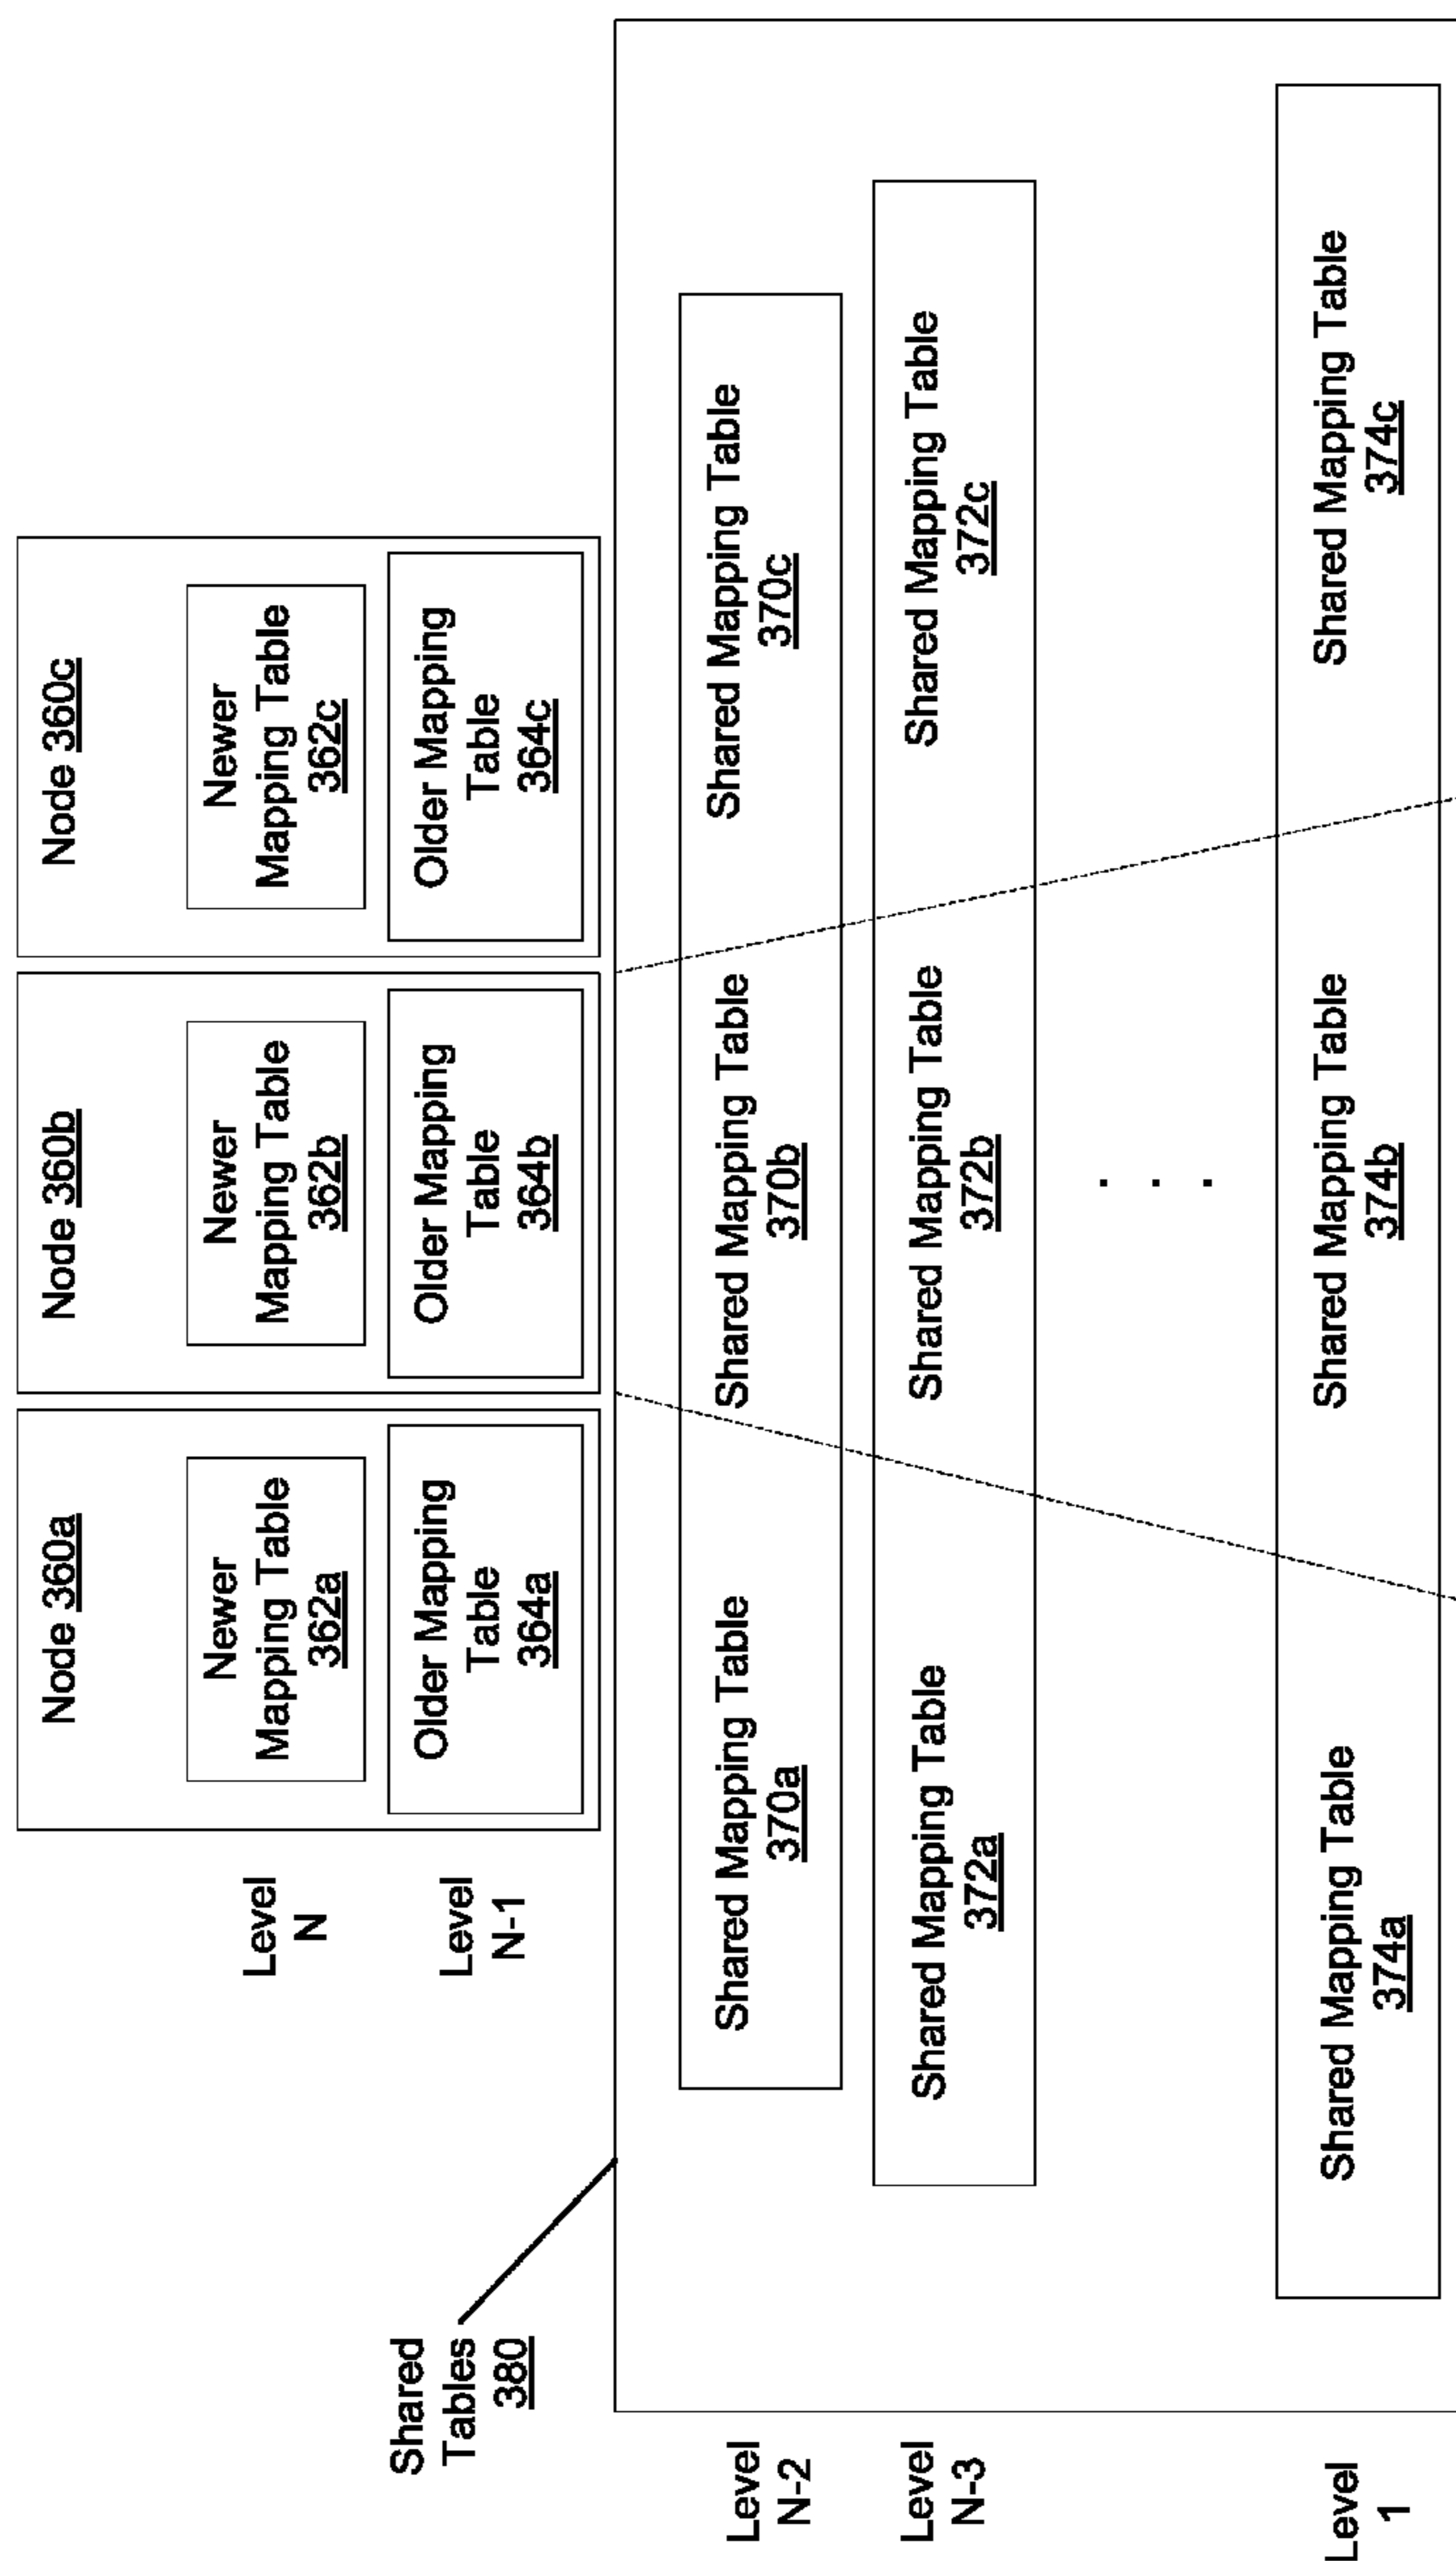 Node 360a
Node 360b
Node 360c
Level
N
Newer
Mapping Table
362a
Newer
Mapping Table
362b
Newer
Mapping Table
362c
Level
N-1
Older Mapping
Table
364a
Older Mapping
Table
364b
Older Mapping
Table
364c
Shared
Tables
380
Level
N-2
Shared Mapping Table
370a
Shared Mapping Table
370b
Shared Mapping Table
370c
Level
N-3
Shared Mapping Table
372a
Shared Mapping Table
372b
Shared Mapping Table
372c
. . .
Level
1
Shared Mapping Table
374a
Shared Mapping Table
374b
Shared Mapping Table
374c